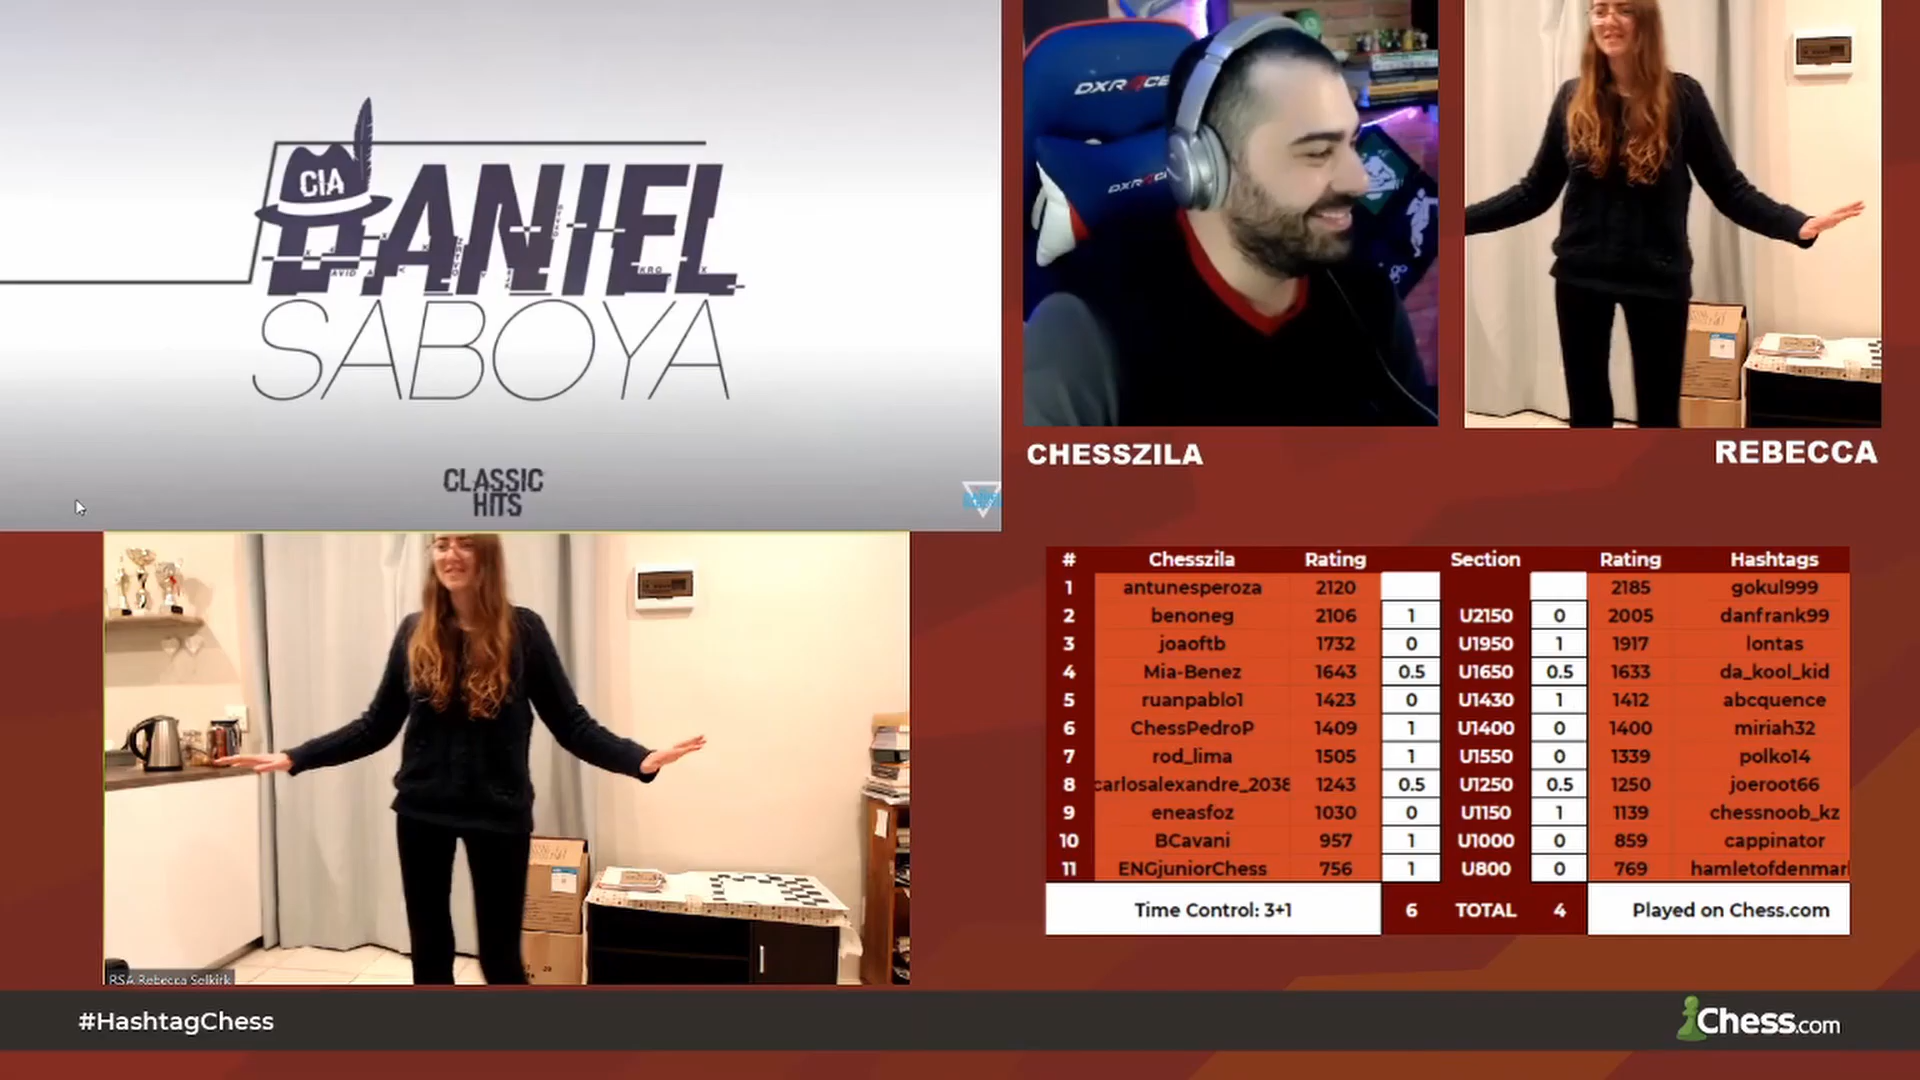 CIA
DANIEL
SABOYA
CLASSIC
HITS
DXRACE
CHESSZILA
REBECCA
# Chesszila Rating Section Rating Hashtags
1 antunesperoza 2120 2185 gokul999
2 benoneg 2106 1 U2150 0 2005 danfrank99
3 joaoftb 1732 0 U1950 1 1917 lontas
4 Mia-Benez 1643 0.5 U1650 0.5 1633 da_kool_kid
5 ruanpablo1 1423 0 U1430 1 1412 abcquence
6 ChessPedroP 1409 1 U1400 0 1400 miriah32
7 rod_lima 1505 1 U1550 0 1339 polko14
8 carlosalexandre_2038 1243 0.5 U1250 0.5 1250 joeroot66
9 eneasfoz 1030 0 U1150 1 1139 chessnoob_kz
10 BCavani 957 1 U1000 0 859 cappinator
11 ENGjuniorChess 756 1 U800 0 769 hamletofdenmark
Time Control: 3+1 6 TOTAL 4 Played on Chess.com
RSA Rebecca Selkirk
#HashtagChess
Chess.com